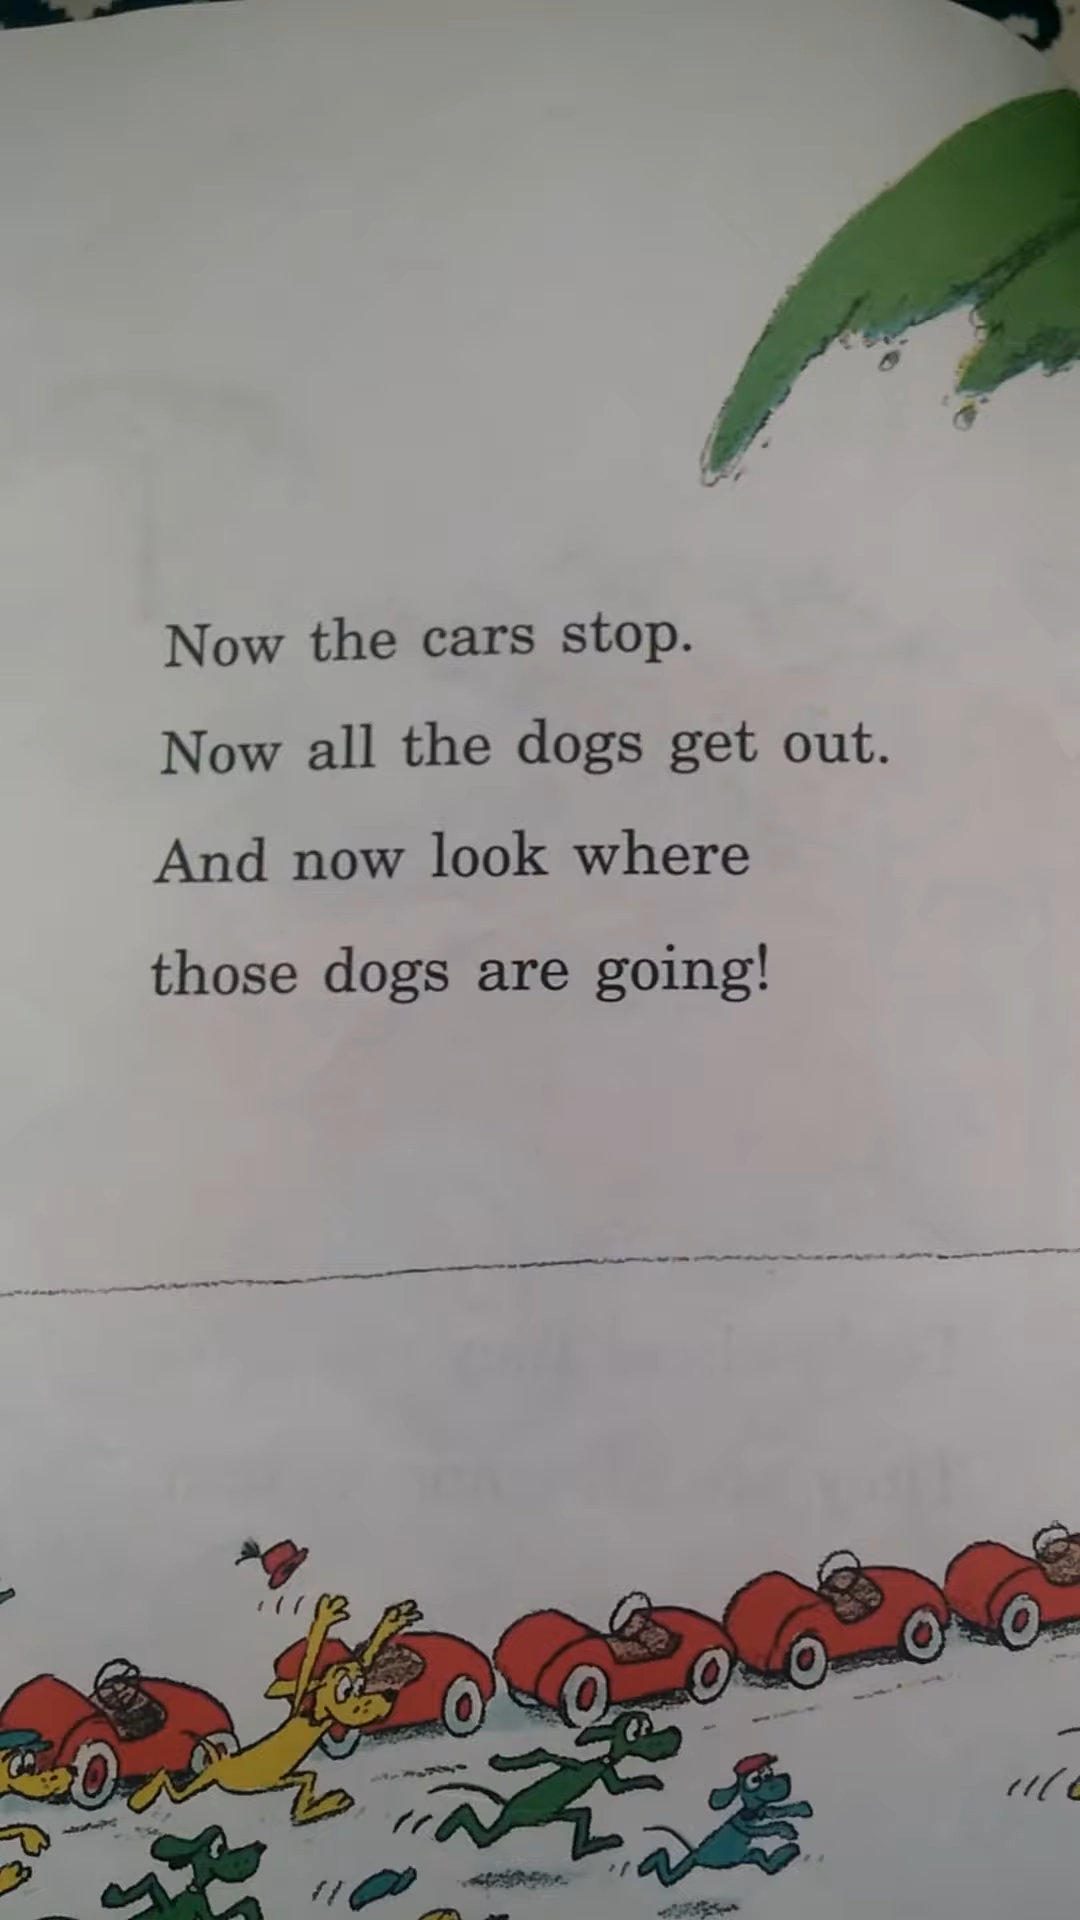 Now the cars stop.
Now all the dogs get out.
And now look where
those dogs are going!